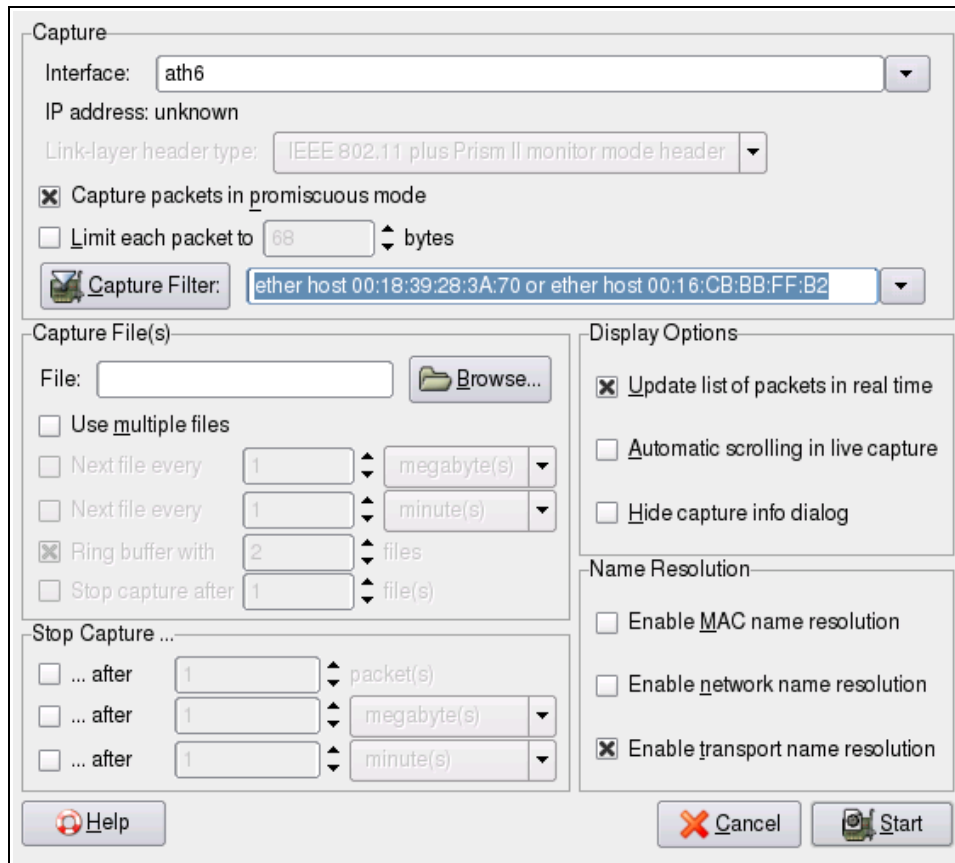 Capture
Interface: ath6
IP address: unknown
Link-layer header type: IEEE 802.11 plus Prism II monitor mode header
Capture packets in promiscuous mode
Limit each packet to 68 bytes
Capture Filter: ether host 00:18:39:28:3A:70 or ether host 00:16:CB:BB:FF:B2
Capture File(s)
File: Browse...
Use multiple files
Next file every 1 megabyte(s)
Next file every 1 minute(s)
Ring buffer with 2 files
Stop capture after 1 file(s)
Stop Capture ...
... after 1 packet(s)
... after 1 megabyte(s)
... after 1 minute(s)
Display Options
Update list of packets in real time
Automatic scrolling in live capture
Hide capture info dialog
Name Resolution
Enable MAC name resolution
Enable network name resolution
Enable transport name resolution
Help
Cancel
Start